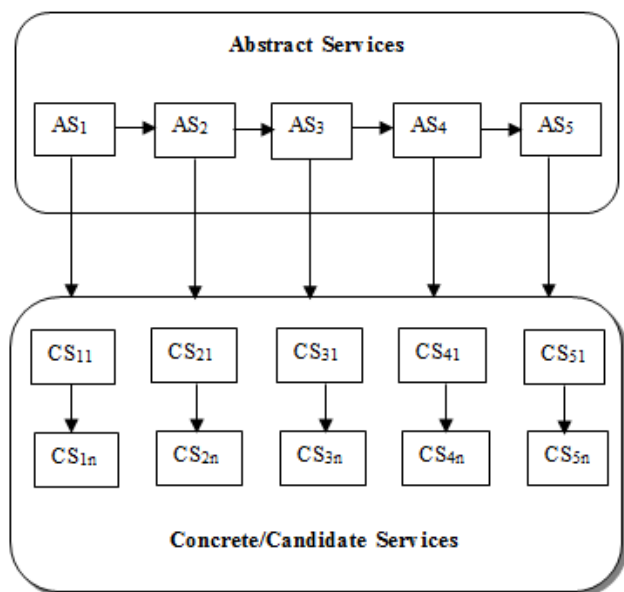 Abstract Services
AS1 AS2 AS3 AS4 AS5
CS11 CS21 CS31 CS41 CS51
CS1n CS2n CS3n CS4n CS5n
Concrete/Candidate Services